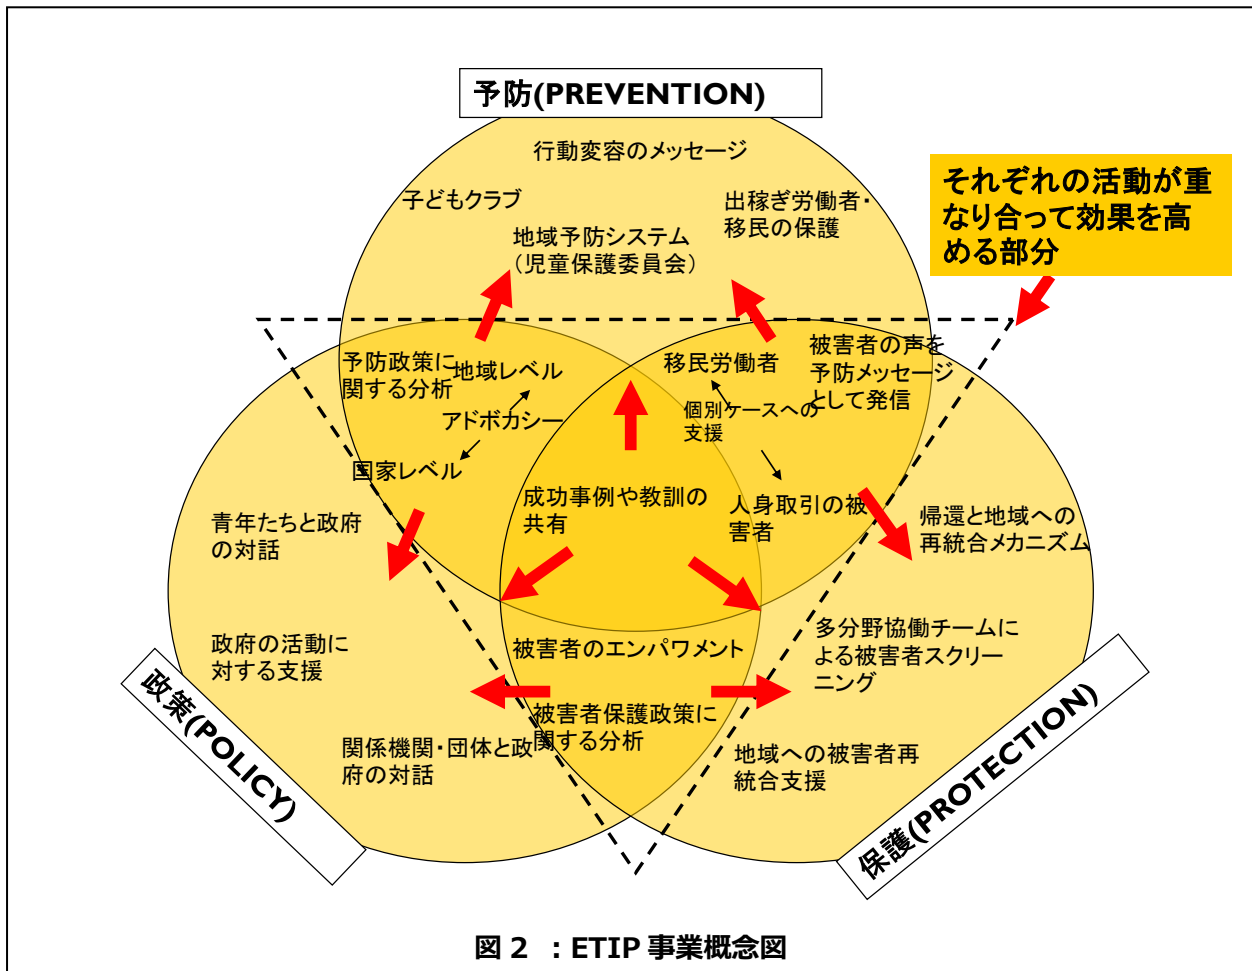 予防(PREVENTION)
行動変容のメッセージ
子どもクラブ
出稼ぎ労働者・
移民の保護
地域予防システム
（児童保護委員会）
それぞれの活動が重
なり合って効果を高
める部分
予防政策に
関する分析
地域レベル
アドボカシー
国家レベル
移民労働者
個別ケースへの
支援
人身取引の被
害者
被害者の声を
予防メッセージ
として発信
成功事例や教訓の
共有
青年たちと政府
の対話
帰還と地域への
再統合メカニズム
政府の活動に
対する支援
被害者のエンパワメント
多分野協働チームに
よる被害者スクリー
ニング
被害者保護政策に
関する分析
関係機関・団体と政
府の対話
地域への被害者再
統合支援
政策(POLICY)
保護(PROTECTION)
図 2 ：ETIP 事業概念図